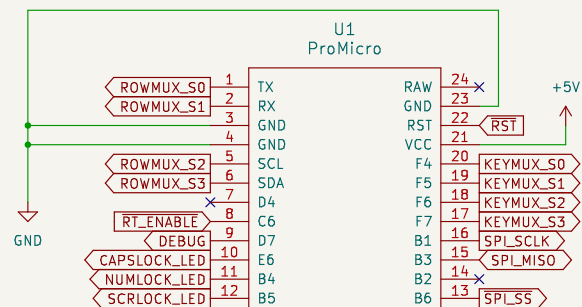 U1
ProMicro
ROWMUX_S0 1 TX RAW 24
+5V
ROWMUX_S1 2 RX GND 23
3 GND RST 22 RST
4 GND VCC 21
ROWMUX_S2 5 SCL F4 20 KEYMUX_S0
ROWMUX_S3 6 SDA F5 19 KEYMUX_S1
7 D4 F6 18 KEYMUX_S2
RT_ENABLE 8 C6 F7 17 KEYMUX_S3
GND
DEBUG 9 D7 B1 16 SPI_SCLK
CAPSLOCK_LED 10 E6 B3 15 SPI_MISO
NUMLOCK_LED 11 B4 B2 14
SCRLOCK_LED 12 B5 B6 13 SPI_SS